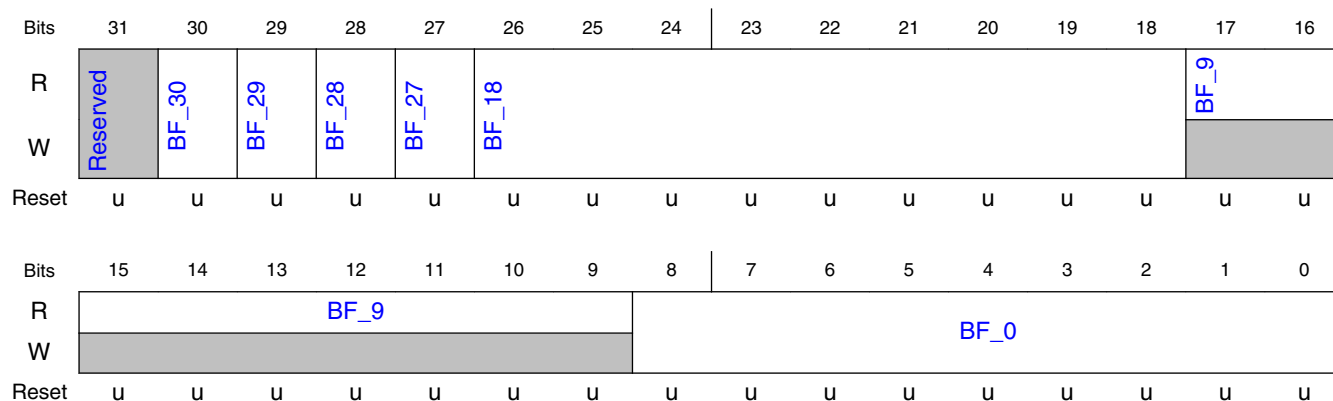 Bits 31 30 29 28 27 26 25 24 23 22 21 20 19 18 17 16
R
W
Reserved BF_30 BF_29 BF_28 BF_27 BF_18 BF_9
Reset u u u u u u u u u u u u u u u u
Bits 15 14 13 12 11 10 9 8 7 6 5 4 3 2 1 0
R BF_9
BF_0
W
Reset u u u u u u u u u u u u u u u u